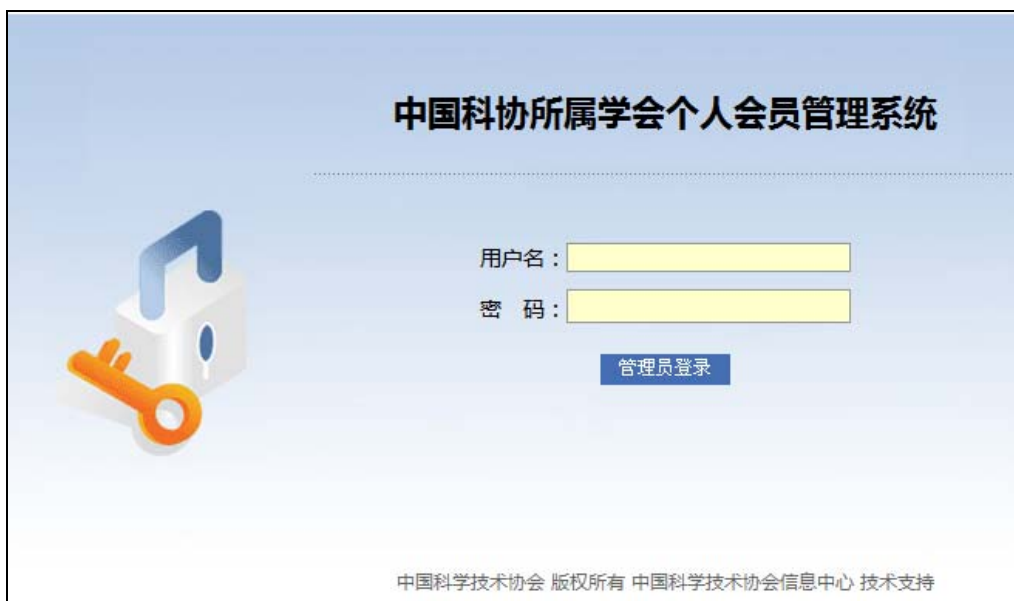 中国科协所属学会个人会员管理系统
用户名：
密 码：
管理员登录
中国科学技术协会 版权所有 中国科学技术协会信息中心 技术支持